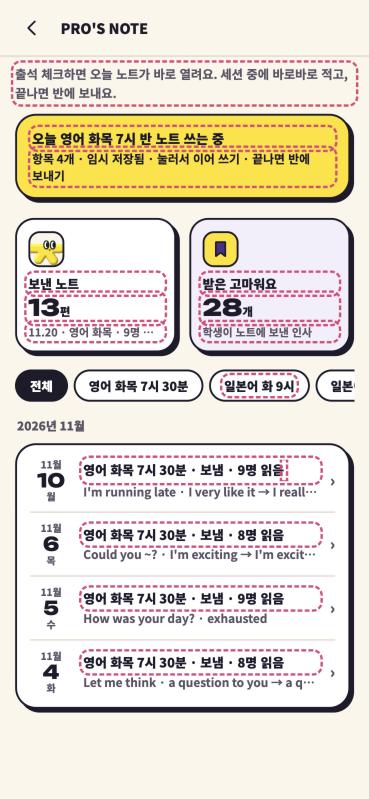 PRO'S NOTE
출석 체크하면 오늘 노트가 바로 열려요. 세션 중에 바로바로 적고,
끝나면 반에 보내요.
오늘 영어 화목 7시 반 노트 쓰는 중
항목 4개 · 임시 저장됨 · 눌러서 이어 쓰기 · 끝나면 반에
보내기
보낸 노트
13편
11.20 · 영어 화목 · 9명 ···
받은 고마워요
28개
학생이 노트에 보낸 인사
전체
영어 화목 7시 30분
일본어 화 9시
일본
2026년 11월
11월
10
월
영어 화목 7시 30분 · 보냄 · 9명 읽음
I'm running late · I very like it → I reall···
›
11월
6
목
영어 화목 7시 30분 · 보냄 · 8명 읽음
Could you ~? · I'm exciting → I'm excit···
›
11월
5
수
영어 화목 7시 30분 · 보냄 · 9명 읽음
How was your day? · exhausted
›
11월
4
화
영어 화목 7시 30분 · 보냄 · 8명 읽음
Let me think · a question to you → a q···
›